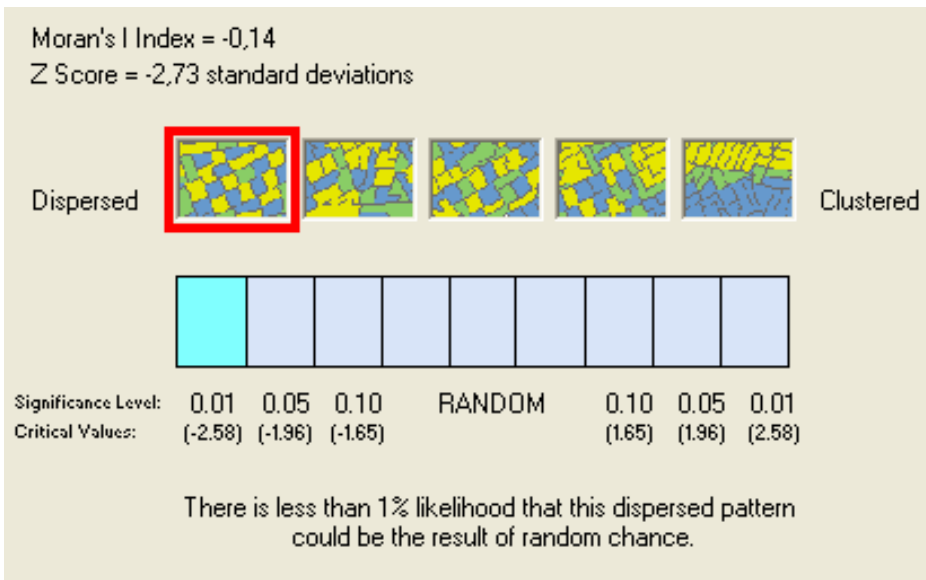 Moran's I Index = -0,14
Z Score = -2,73 standard deviations
Dispersed
Clustered
Significance Level: 0.01 0.05 0.10 RANDOM 0.10 0.05 0.01
Critical Values: (-2.58) (-1.96) (-1.65) (1.65) (1.96) (2.58)
There is less than 1% likelihood that this dispersed pattern
could be the result of random chance.